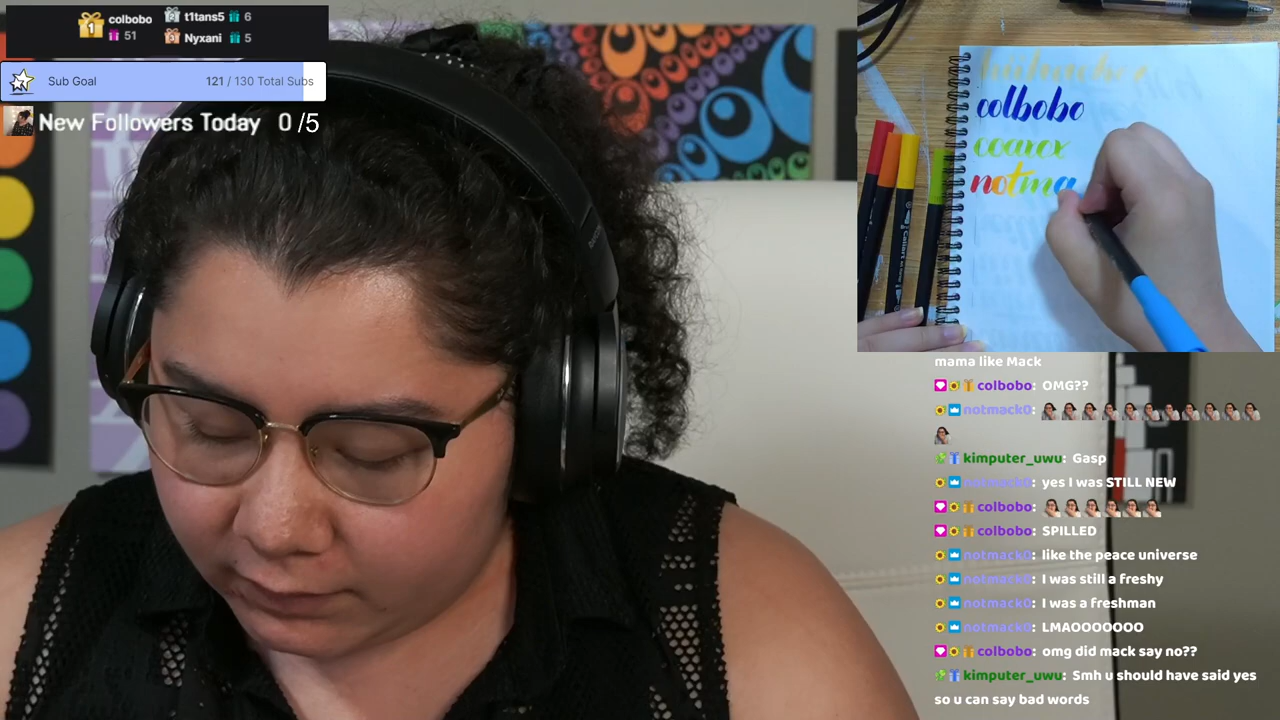 colbobo
51
t1tans5 6
Nyxani 5
Sub Goal 121 / 130 Total Subs
New Followers Today 0 /5
colbobo
notma
mama like Mack
colbobo: OMG??
notmack0:
kimputer_uwu: Gasp
notmack0: yes I was STILL NEW
colbobo:
colbobo: SPILLED
notmack0: like the peace universe
notmack0: I was still a freshy
notmack0: I was a freshman
notmack0: LMAOOOOOOO
colbobo: omg did mack say no??
kimputer_uwu: Smh u should have said yes
so u can say bad words